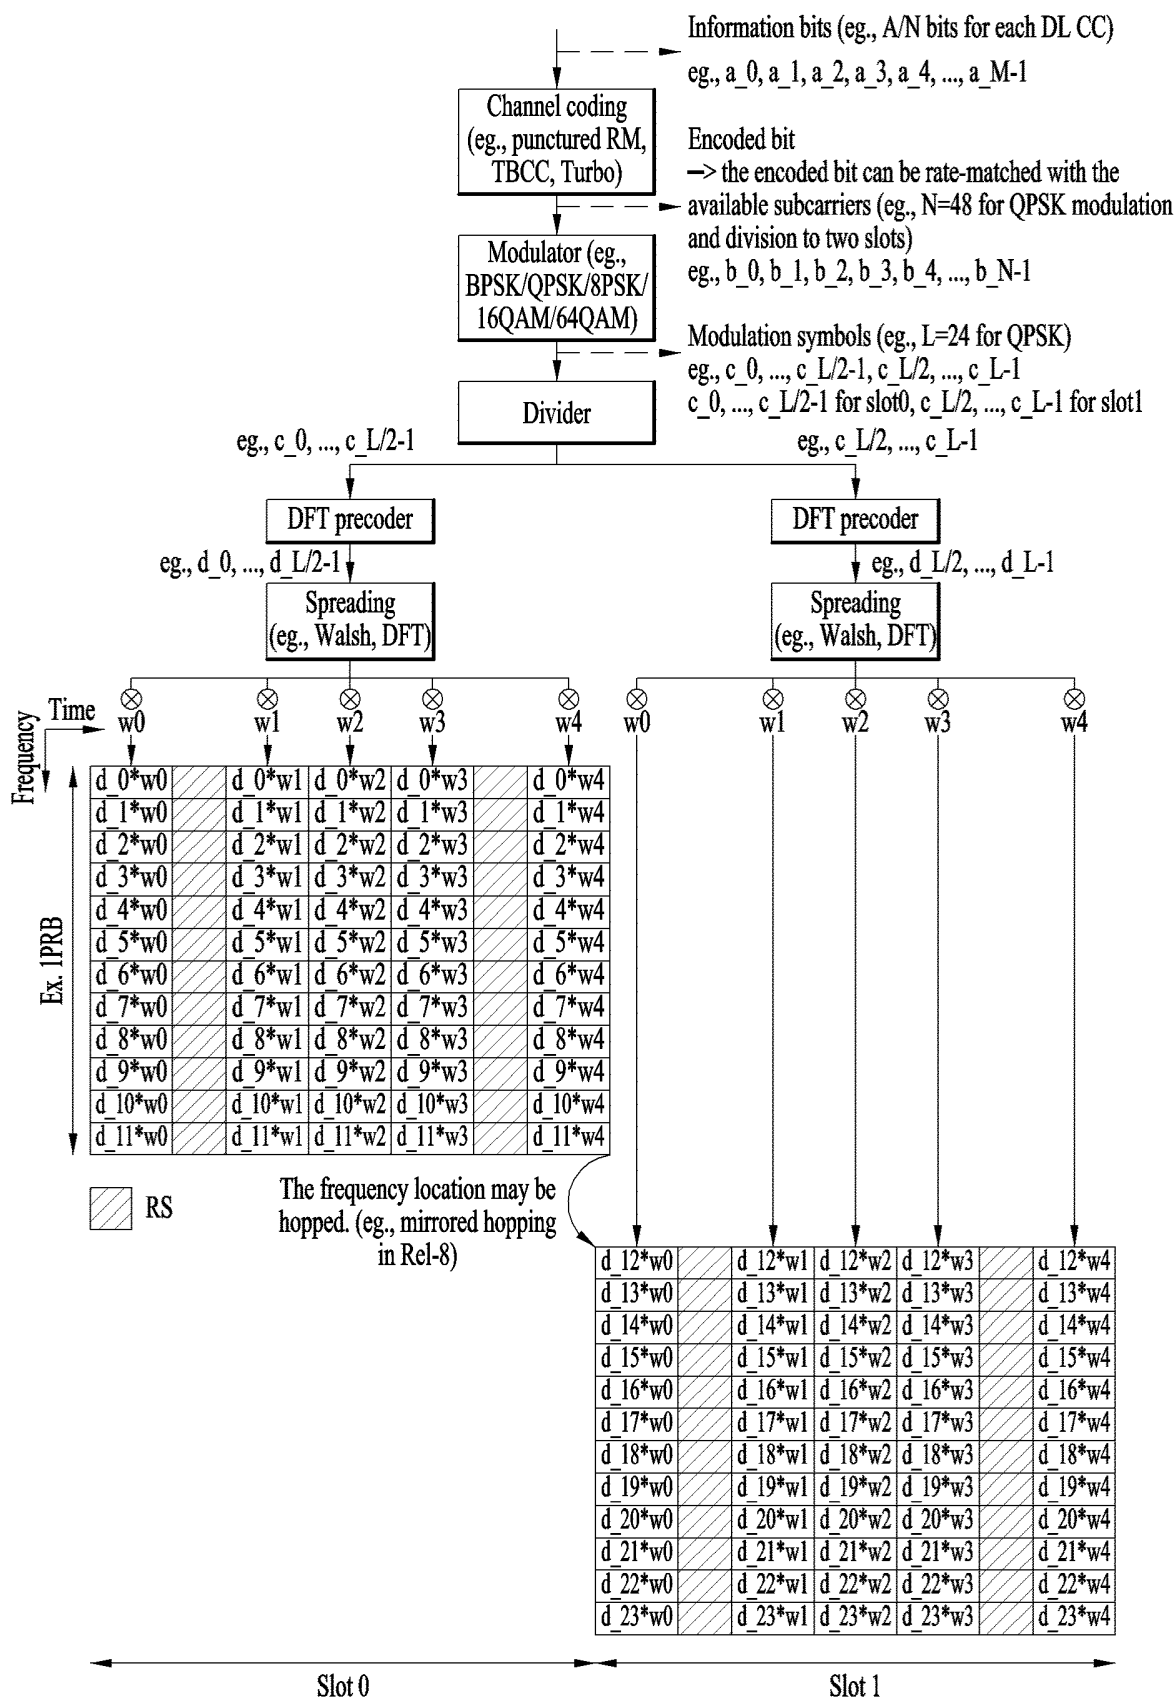 Information bits (eg., A/N bits for each DL CC)
eg., a_0, a_1, a_2, a_3, a_4, ..., a_M-1
Channel coding
(eg., punctured RM,
TBCC, Turbo)
Encoded bit
–> the encoded bit can be rate-matched with the
available subcarriers (eg., N=48 for QPSK modulation
and division to two slots)
eg., b_0, b_1, b_2, b_3, b_4, ..., b_N-1
Modulator (eg.,
BPSK/QPSK/8PSK/
16QAM/64QAM)
Modulation symbols (eg., L=24 for QPSK)
eg., c_0, ..., c_L/2-1, c_L/2, ..., c_L-1
c_0, ..., c_L/2-1 for slot0, c_L/2, ..., c_L-1 for slot1
Divider
eg., c_0, ..., c_L/2-1
eg., c_L/2, ..., c_L-1
DFT precoder
DFT precoder
eg., d_0, ..., d_L/2-1
eg., d_L/2, ..., d_L-1
Spreading
(eg., Walsh, DFT)
Spreading
(eg., Walsh, DFT)
Time
Frequency
w0 w1 w2 w3 w4
w0 w1 w2 w3 w4
Ex. 1PRB
d_0*w0 d_0*w1 d_0*w2 d_0*w3 d_0*w4
d_1*w0 d_1*w1 d_1*w2 d_1*w3 d_1*w4
d_2*w0 d_2*w1 d_2*w2 d_2*w3 d_2*w4
d_3*w0 d_3*w1 d_3*w2 d_3*w3 d_3*w4
d_4*w0 d_4*w1 d_4*w2 d_4*w3 d_4*w4
d_5*w0 d_5*w1 d_5*w2 d_5*w3 d_5*w4
d_6*w0 d_6*w1 d_6*w2 d_6*w3 d_6*w4
d_7*w0 d_7*w1 d_7*w2 d_7*w3 d_7*w4
d_8*w0 d_8*w1 d_8*w2 d_8*w3 d_8*w4
d_9*w0 d_9*w1 d_9*w2 d_9*w3 d_9*w4
d_10*w0 d_10*w1 d_10*w2 d_10*w3 d_10*w4
d_11*w0 d_11*w1 d_11*w2 d_11*w3 d_11*w4
RS
The frequency location may be
hopped. (eg., mirrored hopping
in Rel-8)
d_12*w0 d_12*w1 d_12*w2 d_12*w3 d_12*w4
d_13*w0 d_13*w1 d_13*w2 d_13*w3 d_13*w4
d_14*w0 d_14*w1 d_14*w2 d_14*w3 d_14*w4
d_15*w0 d_15*w1 d_15*w2 d_15*w3 d_15*w4
d_16*w0 d_16*w1 d_16*w2 d_16*w3 d_16*w4
d_17*w0 d_17*w1 d_17*w2 d_17*w3 d_17*w4
d_18*w0 d_18*w1 d_18*w2 d_18*w3 d_18*w4
d_19*w0 d_19*w1 d_19*w2 d_19*w3 d_19*w4
d_20*w0 d_20*w1 d_20*w2 d_20*w3 d_20*w4
d_21*w0 d_21*w1 d_21*w2 d_21*w3 d_21*w4
d_22*w0 d_22*w1 d_22*w2 d_22*w3 d_22*w4
d_23*w0 d_23*w1 d_23*w2 d_23*w3 d_23*w4
Slot 0
Slot 1